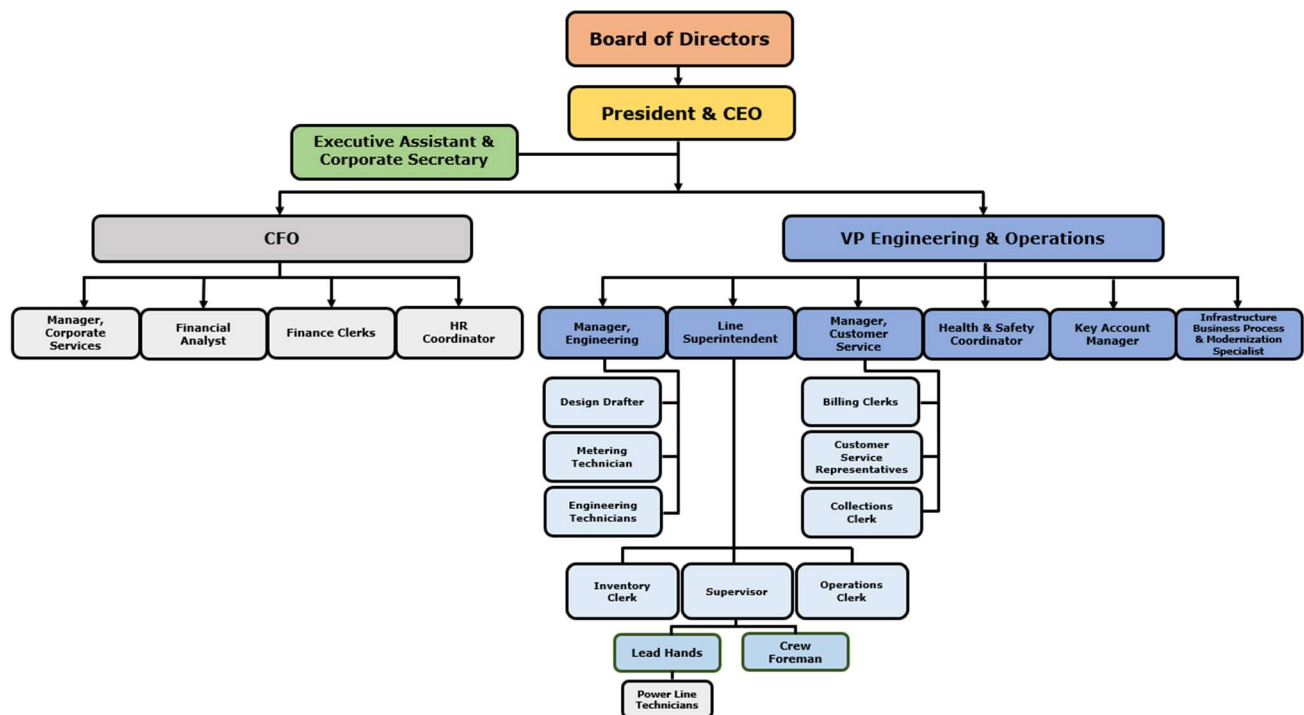 Board of Directors
President & CEO
Executive Assistant &
Corporate Secretary
CFO
VP Engineering & Operations
Manager,
Corporate
Services
Financial
Analyst
Finance Clerks
HR
Coordinator
Manager,
Engineering
Line
Superintendent
Manager,
Customer
Service
Health & Safety
Coordinator
Key Account
Manager
Infrastructure
Business Process
& Modernization
Specialist
Design Drafter
Metering
Technician
Engineering
Technicians
Billing Clerks
Customer
Service
Representatives
Collections
Clerk
Inventory
Clerk
Supervisor
Operations
Clerk
Lead Hands
Crew
Foreman
Power Line
Technicians